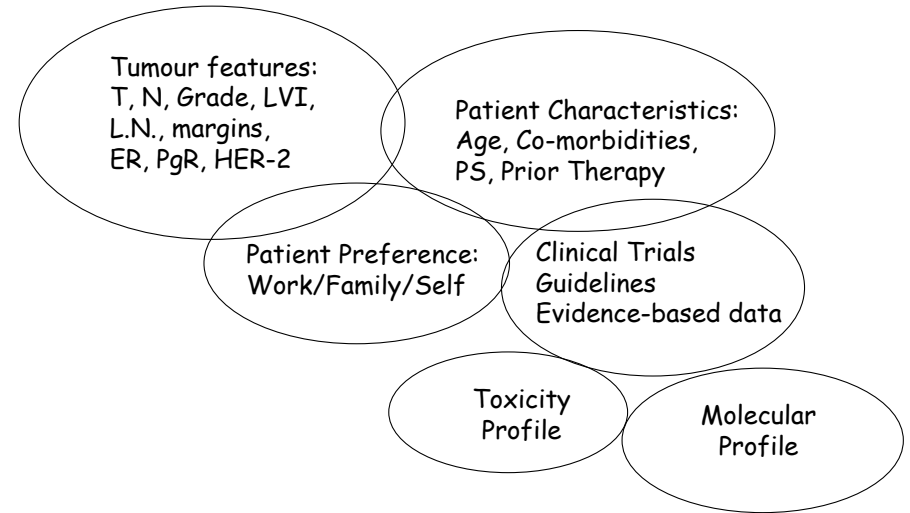 Tumour features:
T, N, Grade, LVI,
L.N., margins,
ER, PgR, HER-2
Patient Characteristics:
Age, Co-morbidities,
PS, Prior Therapy
Patient Preference:
Work/Family/Self
Clinical Trials
Guidelines
Evidence-based data
Toxicity
Profile
Molecular
Profile